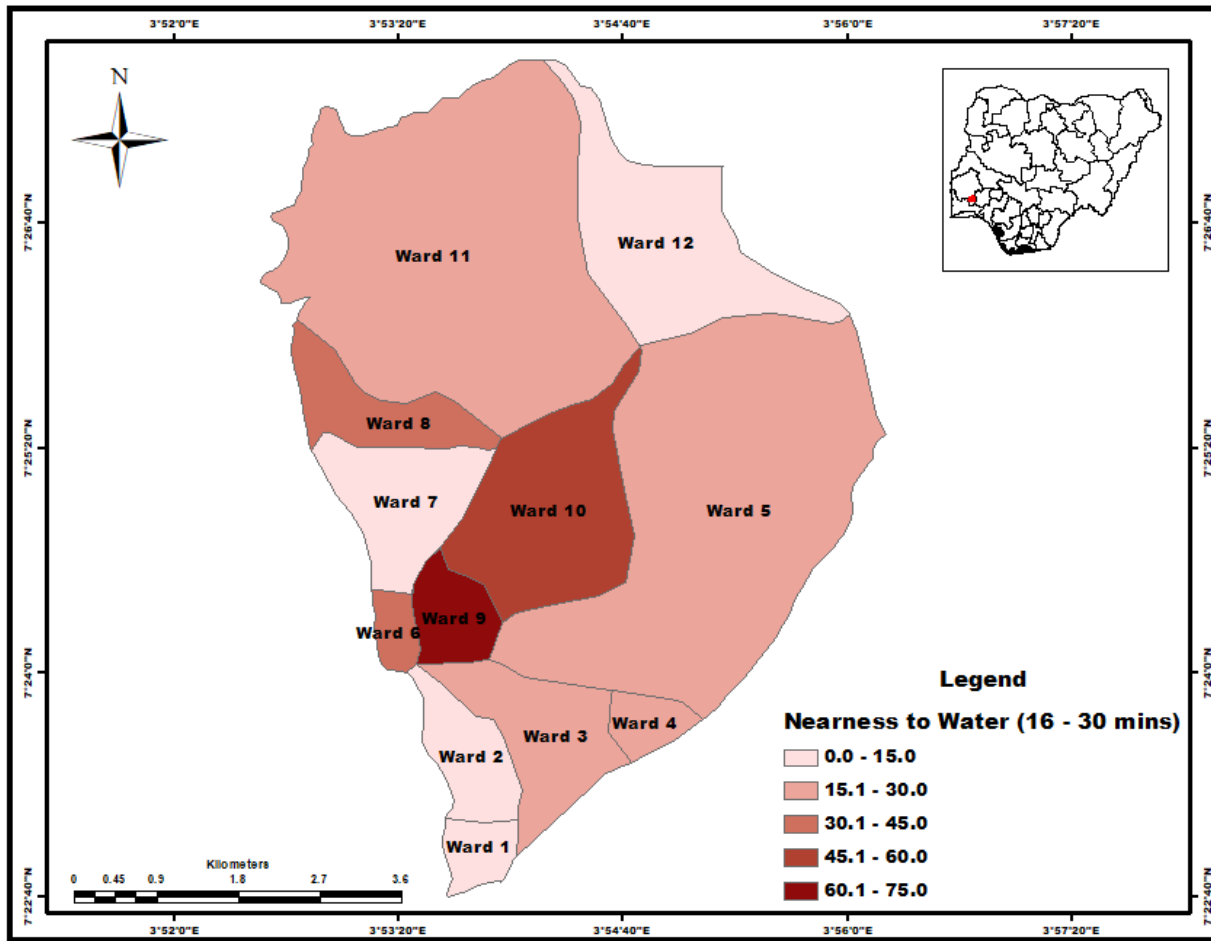 3°52'0"E 3°53'20"E 3°54'40"E 3°56'0"E 3°57'20"E
N
7°26'40"N 7°26'40"N
Ward 12
Ward 11
Ward 8
7°25'20"N 7°25'20"N
Ward 7
Ward 10
Ward 5
Ward 9
Ward 6
7°24'0"N 7°24'0"N
Legend
Nearness to Water (16 - 30 mins)
0.0 - 15.0
15.1 - 30.0
30.1 - 45.0
45.1 - 60.0
60.1 - 75.0
Ward 4
Ward 3
Ward 2
Ward 1
Kilometers
0 0.45 0.9 1.8 2.7 3.6
7°22'40"N 7°22'40"N
3°52'0"E 3°53'20"E 3°54'40"E 3°56'0"E 3°57'20"E